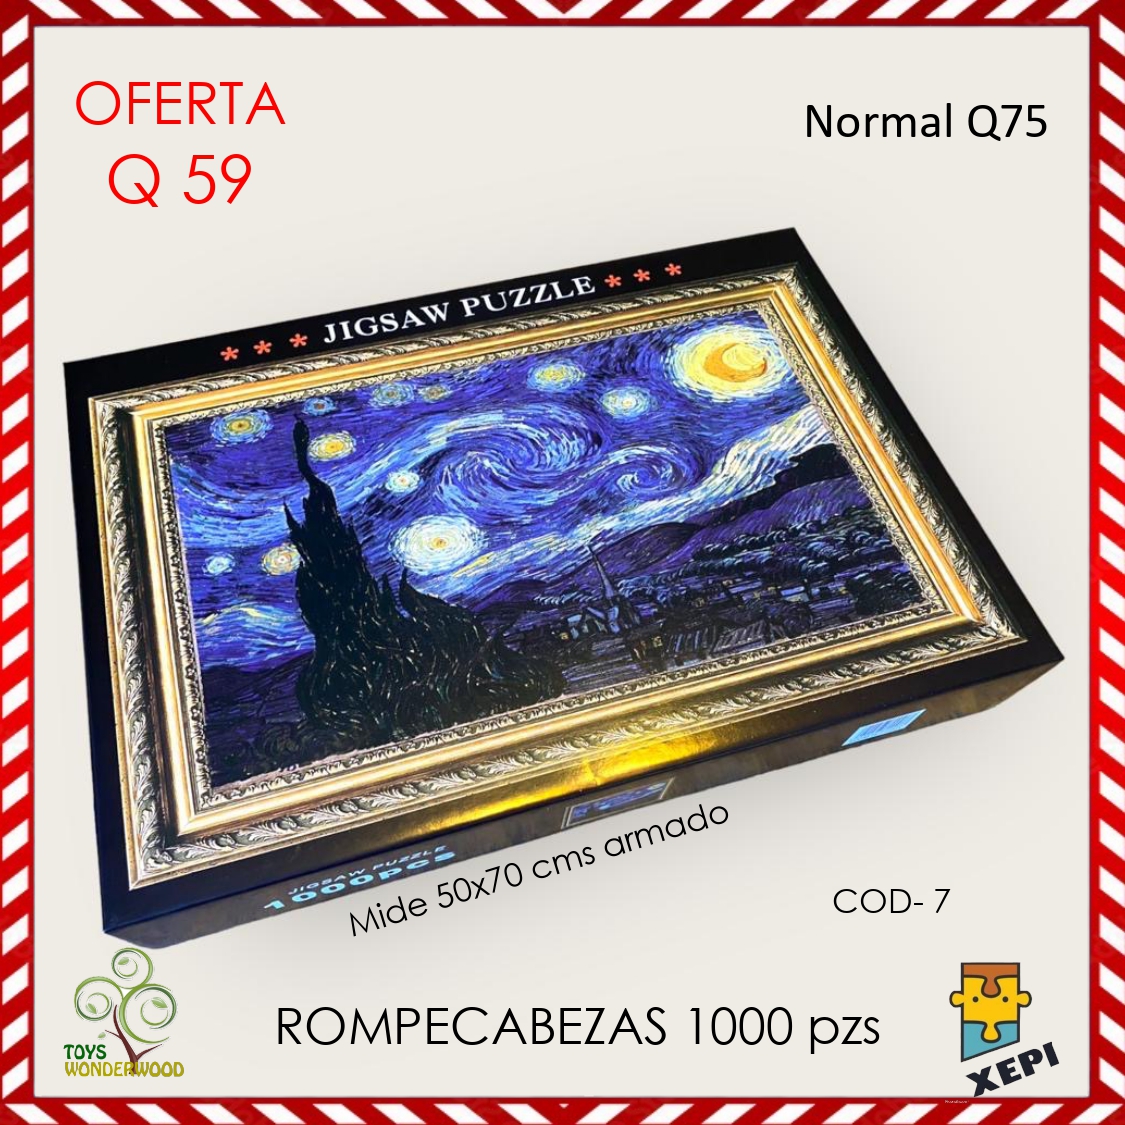 OFERTA
Q 59
Normal Q75
* * * JIGSAW PUZZLE * * *
JIGSAW PUZZLE
1000pcs
Mide 50x70 cms armado
COD- 7
TOYS
WONDERWOOD
ROMPECABEZAS 1000 pzs
XEPI